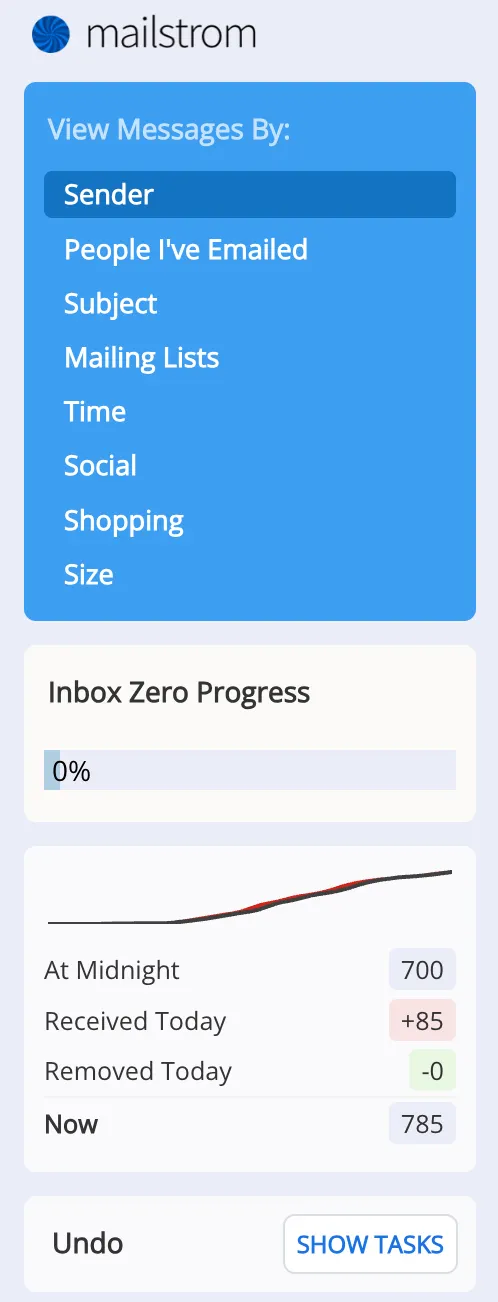 mailstrom
View Messages By:
Sender
People I've Emailed
Subject
Mailing Lists
Time
Social
Shopping
Size
Inbox Zero Progress
0%
At Midnight 700
Received Today +85
Removed Today -0
Now 785
Undo SHOW TASKS